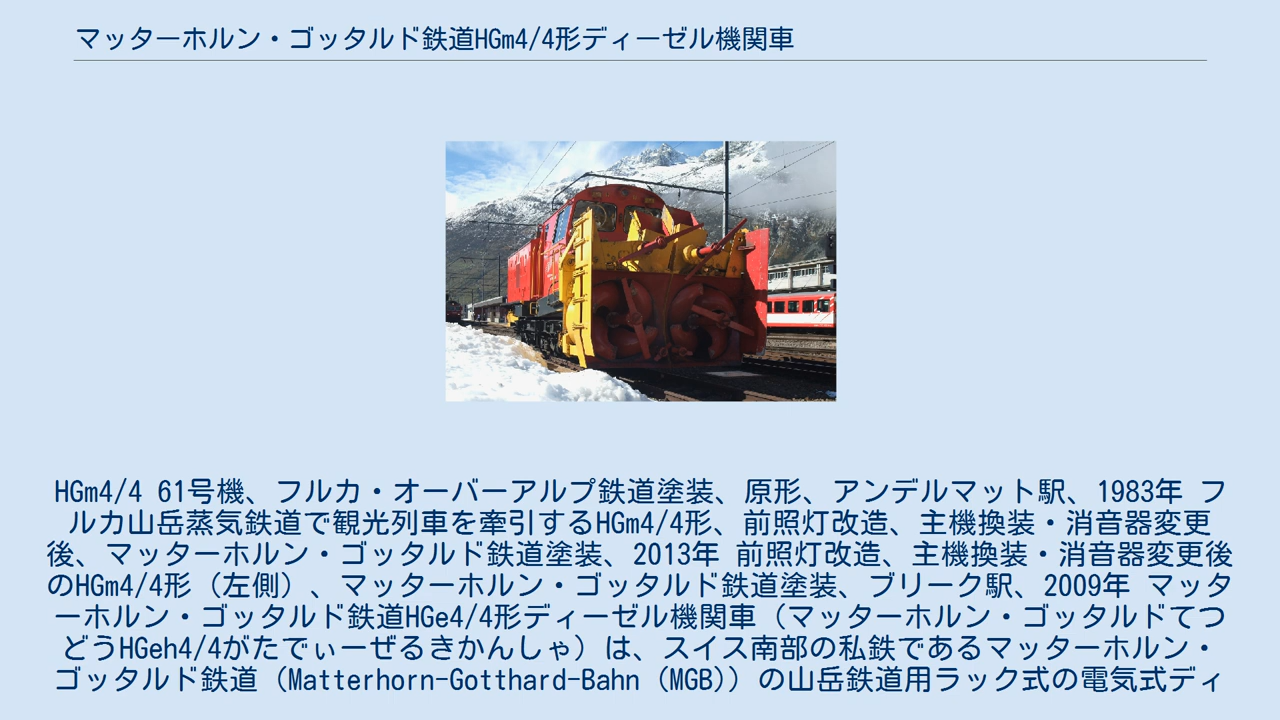 マッターホルン・ゴッタルド鉄道HGm4/4形ディーゼル機関車
HGm4/4 61号機、フルカ・オーバーアルプ鉄道塗装、原形、アンデルマット駅、1983年 フ
ルカ山岳蒸気鉄道で観光列車を牽引するHGm4/4形、前照灯改造、主機換装・消音器変更
後、マッターホルン・ゴッタルド鉄道塗装、2013年 前照灯改造、主機換装・消音器変更後
のHGm4/4形（左側）、マッターホルン・ゴッタルド鉄道塗装、ブリーク駅、2009年 マッタ
ーホルン・ゴッタルド鉄道HGe4/4形ディーゼル機関車（マッターホルン・ゴッタルドてつ
どうHGeh4/4がたでぃーぜるきかんしゃ）は、スイス南部の私鉄であるマッターホルン・
ゴッタルド鉄道（Matterhorn-Gotthard-Bahn（MGB)）の山岳鉄道用ラック式の電気式ディ